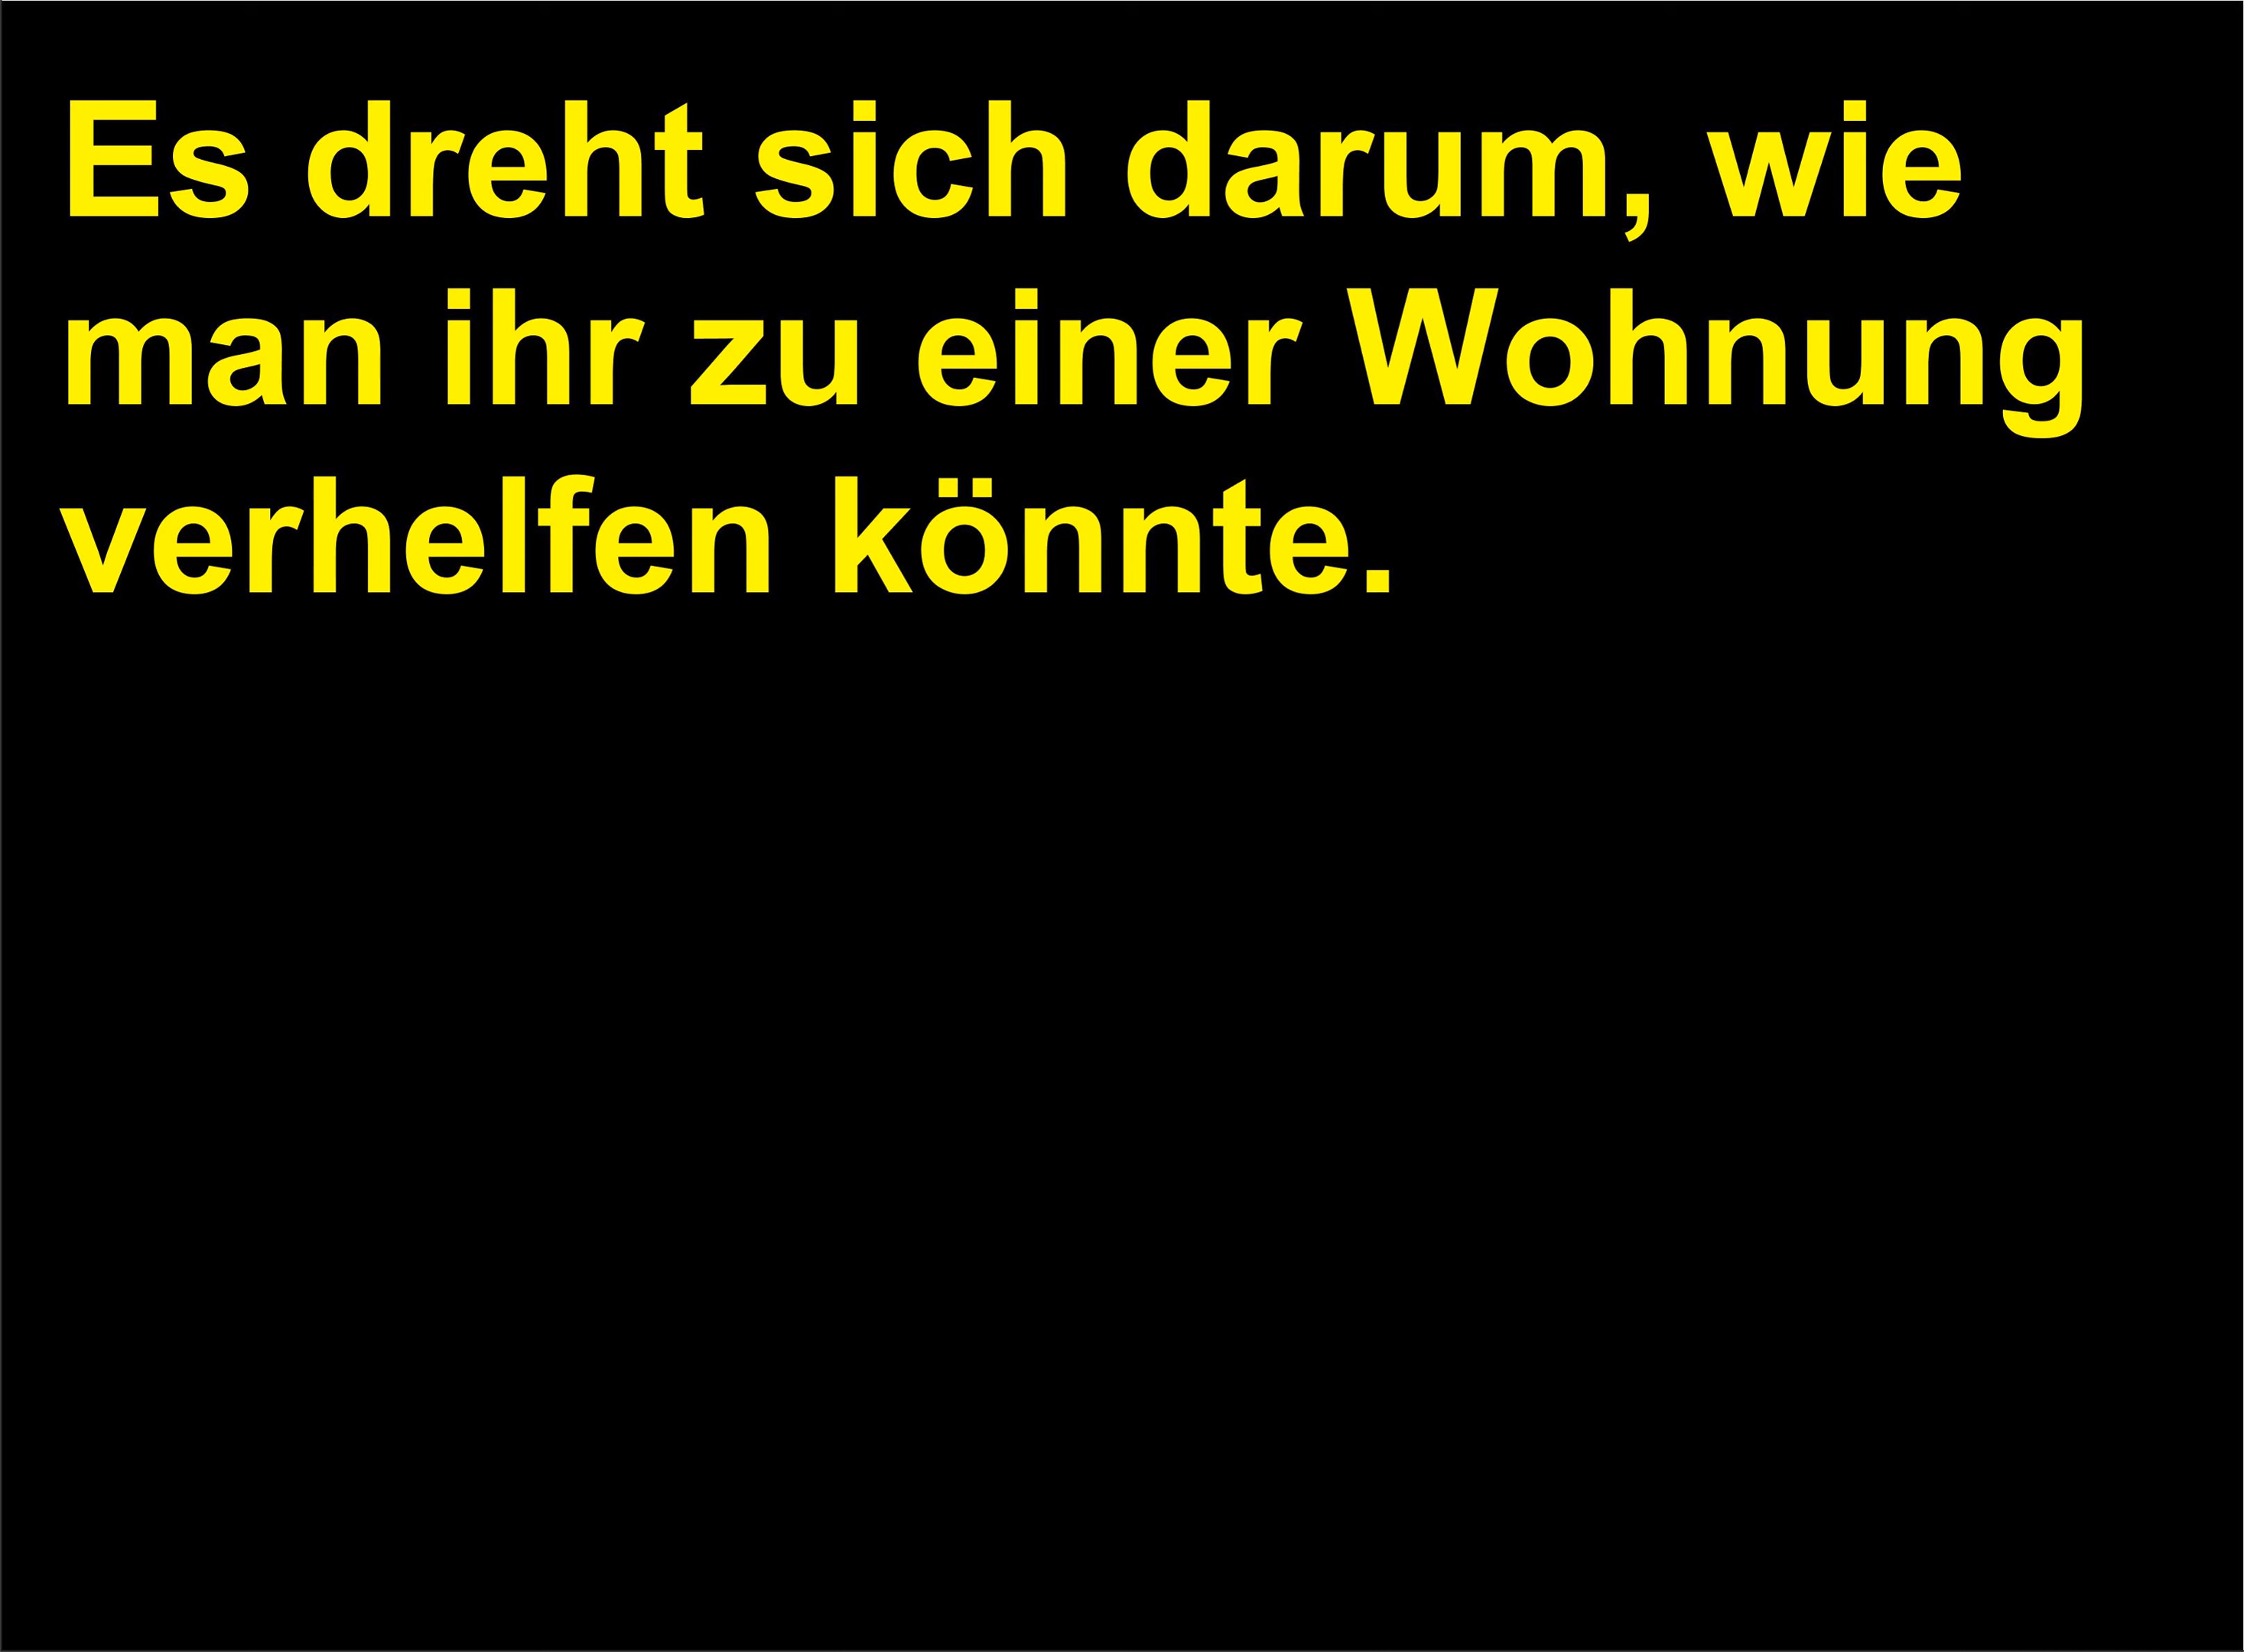 Es dreht sich darum, wie
man ihr zu einer Wohnung
verhelfen könnte.